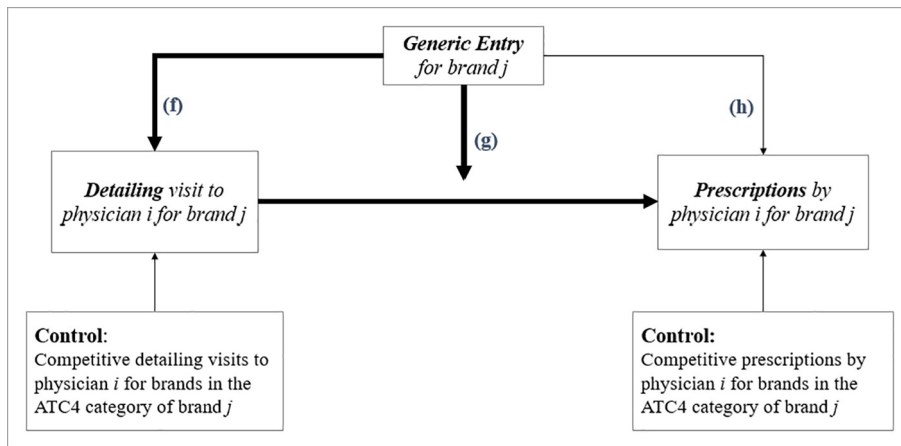 Generic Entry
for brand j
(f)
(g)
(h)
Detailing visit to
physician i for brand j
Prescriptions by
physician i for brand j
Control:
Competitive detailing visits to
physician i for brands in the
ATC4 category of brand j
Control:
Competitive prescriptions by
physician i for brands in the
ATC4 category of brand j